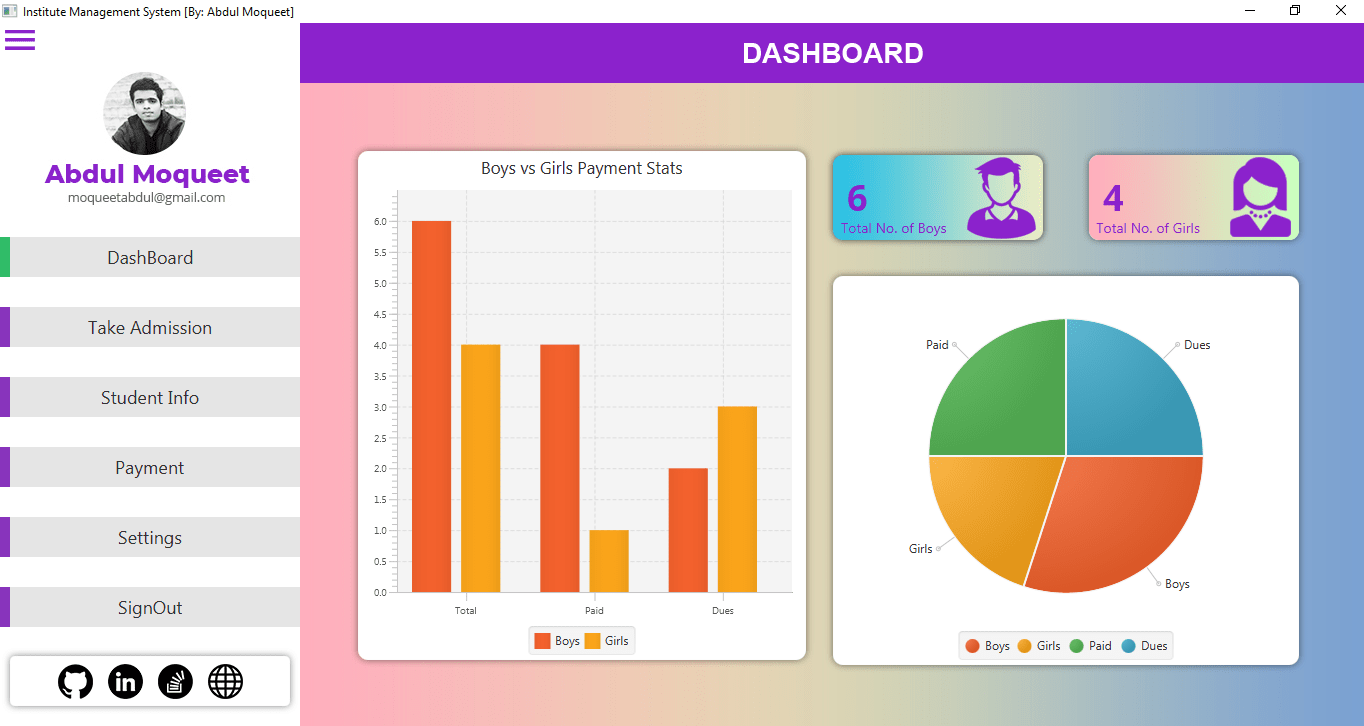 Institute Management System [By: Abdul Moqueet]
DASHBOARD
Abdul Moqueet
moqueetabdul@gmail.com
DashBoard
Take Admission
Student Info
Payment
Settings
SignOut
in
Boys vs Girls Payment Stats
6.0
5.5
5.0
4.5
4.0
3.5
3.0
2.5
2.0
1.5
1.0
0.5
0.0
Total Paid Dues
Boys Girls
6
Total No. of Boys
4
Total No. of Girls
Paid Dues
Girls
Boys
Boys Girls Paid Dues